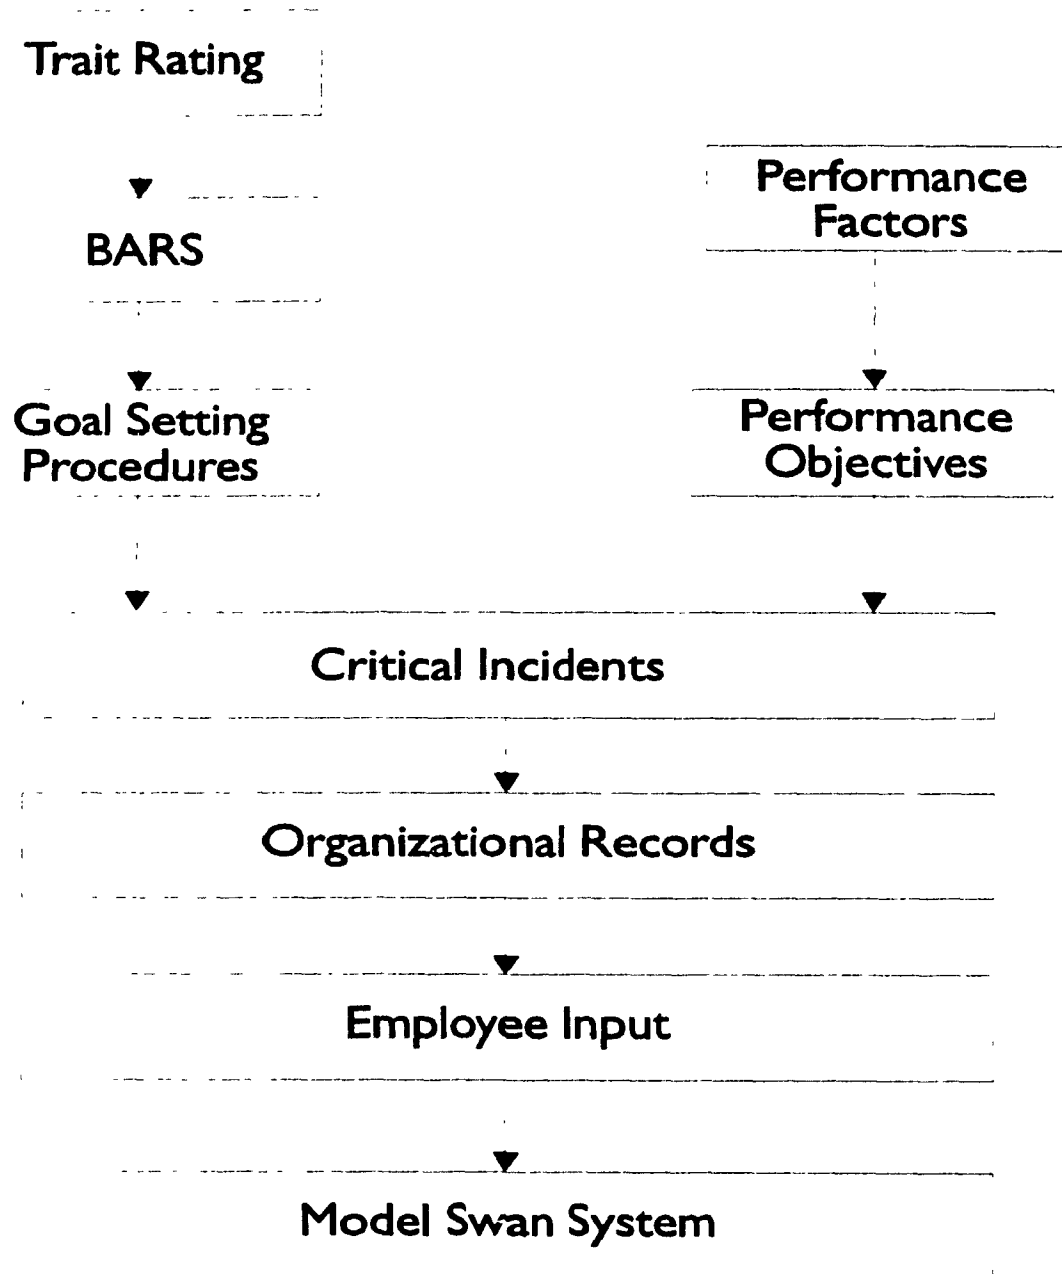 Trait Rating
BARS
Goal Setting
Procedures
Performance
Factors
Performance
Objectives
Critical Incidents
Organizational Records
Employee Input
Model Swan System